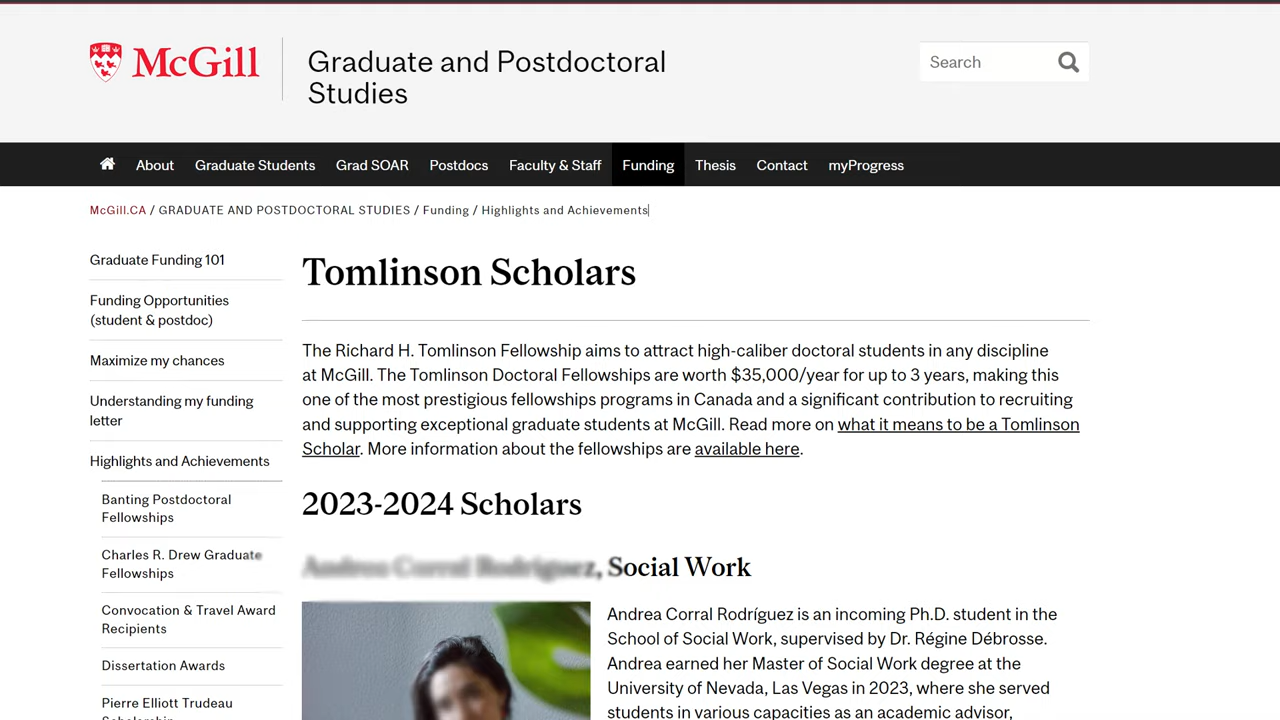 McGill
Graduate and Postdoctoral
Studies
Search
About Graduate Students Grad SOAR Postdocs Faculty & Staff Funding Thesis Contact myProgress
McGill.CA / GRADUATE AND POSTDOCTORAL STUDIES / Funding / Highlights and Achievements
Graduate Funding 101
Funding Opportunities
(student & postdoc)
Maximize my chances
Understanding my funding
letter
Highlights and Achievements
Banting Postdoctoral
Fellowships
Charles R. Drew Graduate
Fellowships
Convocation & Travel Award
Recipients
Dissertation Awards
Pierre Elliott Trudeau
Tomlinson Scholars
The Richard H. Tomlinson Fellowship aims to attract high-caliber doctoral students in any discipline
at McGill. The Tomlinson Doctoral Fellowships are worth $35,000/year for up to 3 years, making this
one of the most prestigious fellowships programs in Canada and a significant contribution to recruiting
and supporting exceptional graduate students at McGill. Read more on what it means to be a Tomlinson
Scholar. More information about the fellowships are available here.
2023-2024 Scholars
Social Work
Andrea Corral Rodríguez is an incoming Ph.D. student in the
School of Social Work, supervised by Dr. Régine Débrosse.
Andrea earned her Master of Social Work degree at the
University of Nevada, Las Vegas in 2023, where she served
students in various capacities as an academic advisor,